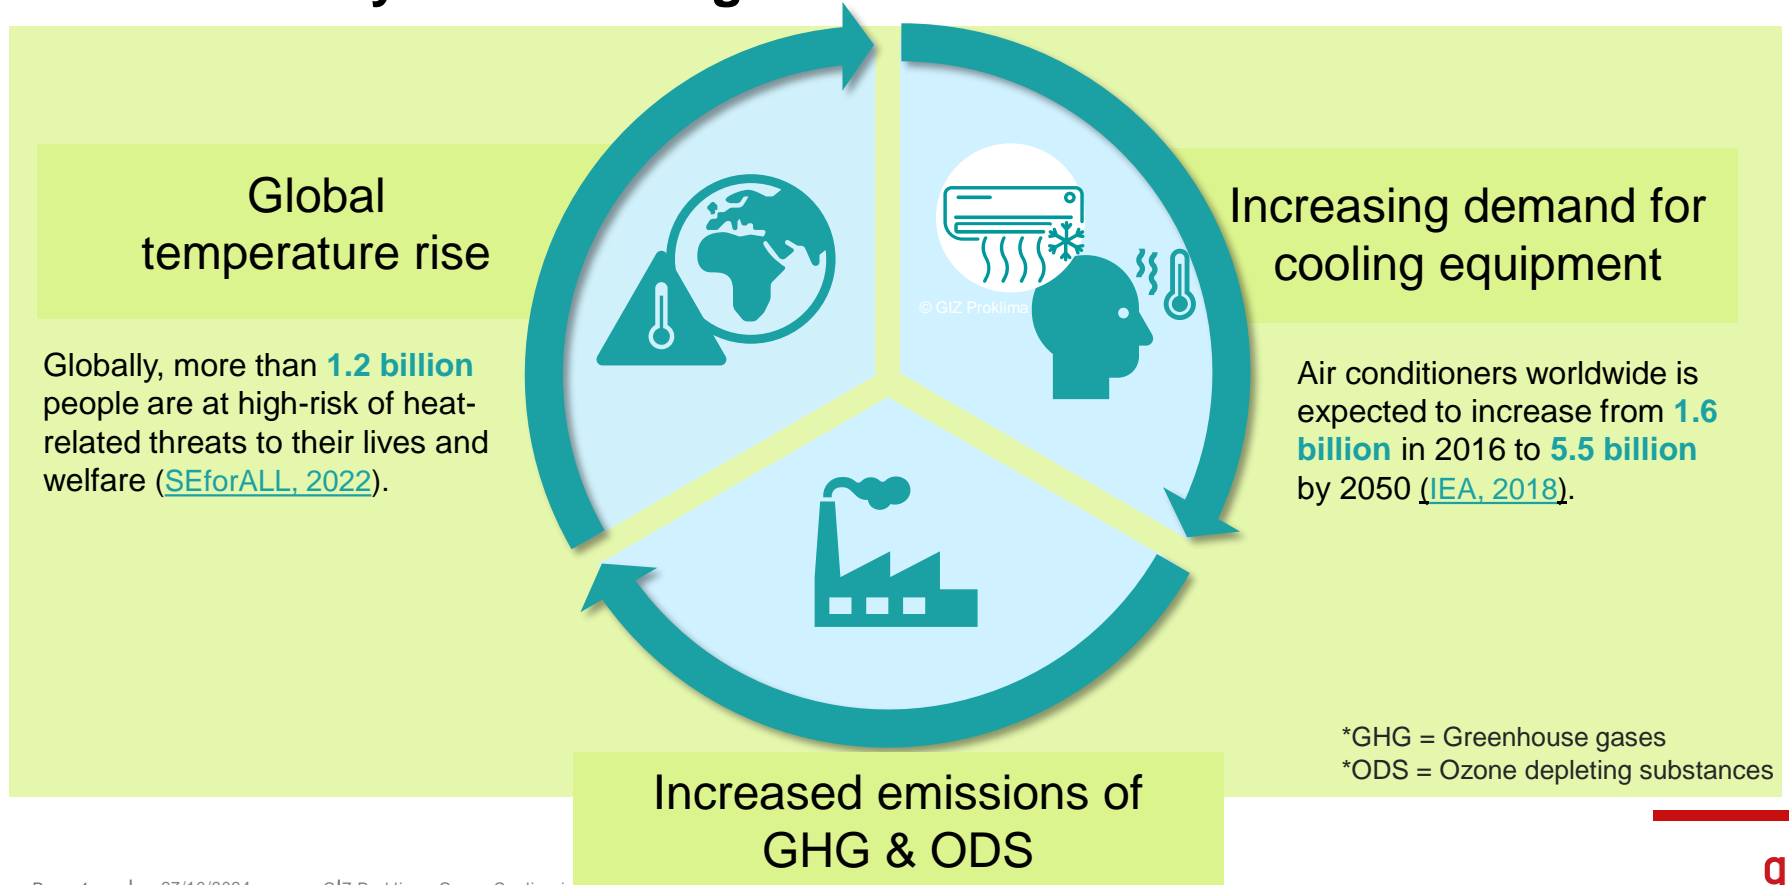 Global
temperature rise
Globally, more than 1.2 billion
people are at high-risk of heat-
related threats to their lives and
welfare (SEforALL, 2022).
© GIZ Proklima
Increasing demand for
cooling equipment
Air conditioners worldwide is
expected to increase from 1.6
billion in 2016 to 5.5 billion
by 2050 (IEA, 2018).
*GHG = Greenhouse gases
*ODS = Ozone depleting substances
Increased emissions of
GHG & ODS